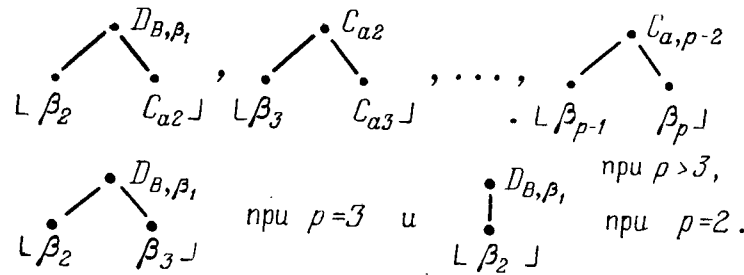 D_{B,β_1} C_{a2} C_{a,p-2}
, , . . . ,
⌊ β_2 C_{a2} ⌋ ⌊ β_3 C_{a3} ⌋ . ⌊ β_{p-1} β_p ⌋
при p > 3,
D_{B,β_1} при p = 3 и D_{B,β_1} при p = 2 .
⌊ β_2 β_3 ⌋ ⌊ β_2 ⌋